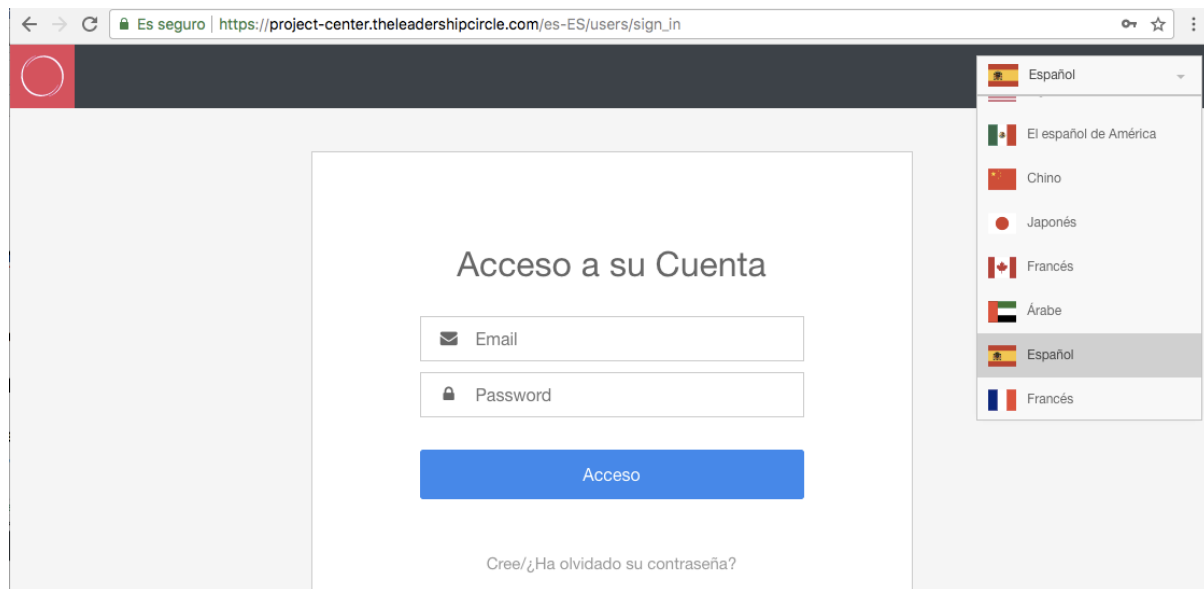 Es seguro | https://project-center.theleadershipcircle.com/es-ES/users/sign_in
Español
El español de América
Chino
Japonés
Francés
Árabe
Español
Francés
Acceso a su Cuenta
Email
Password
Acceso
Cree/¿Ha olvidado su contraseña?